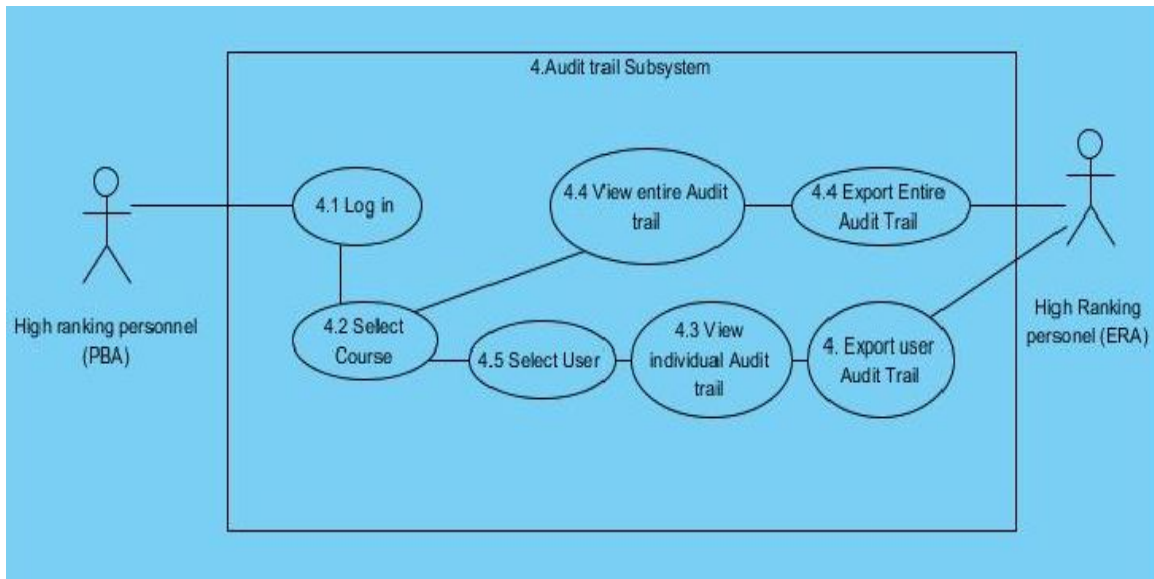 4.Audit trail Subsystem
4.1 Log in
4.4 View entire Audit
trail
4.4 Export Entire
Audit Trail
High ranking personnel
(PBA)
High Ranking
personel (ERA)
4.2 Select
Course
4.5 Select User
4.3 View
individual Audit
trail
4. Export user
Audit Trail